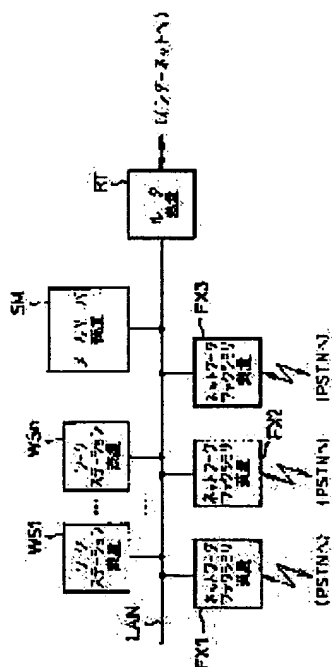 WS1
ワーク
ステーション
装置
...
WSn
ワーク
ステーション
装置
...
SM
メールサーバ
装置
RT
ルータ
装置
(インターネットへ)
LAN
ネットワーク
ファクシミリ
装置
FX1
(PSTNへ)
ネットワーク
ファクシミリ
装置
FX2
(PSTNへ)
ネットワーク
ファクシミリ
装置
FX3
(PSTNへ)